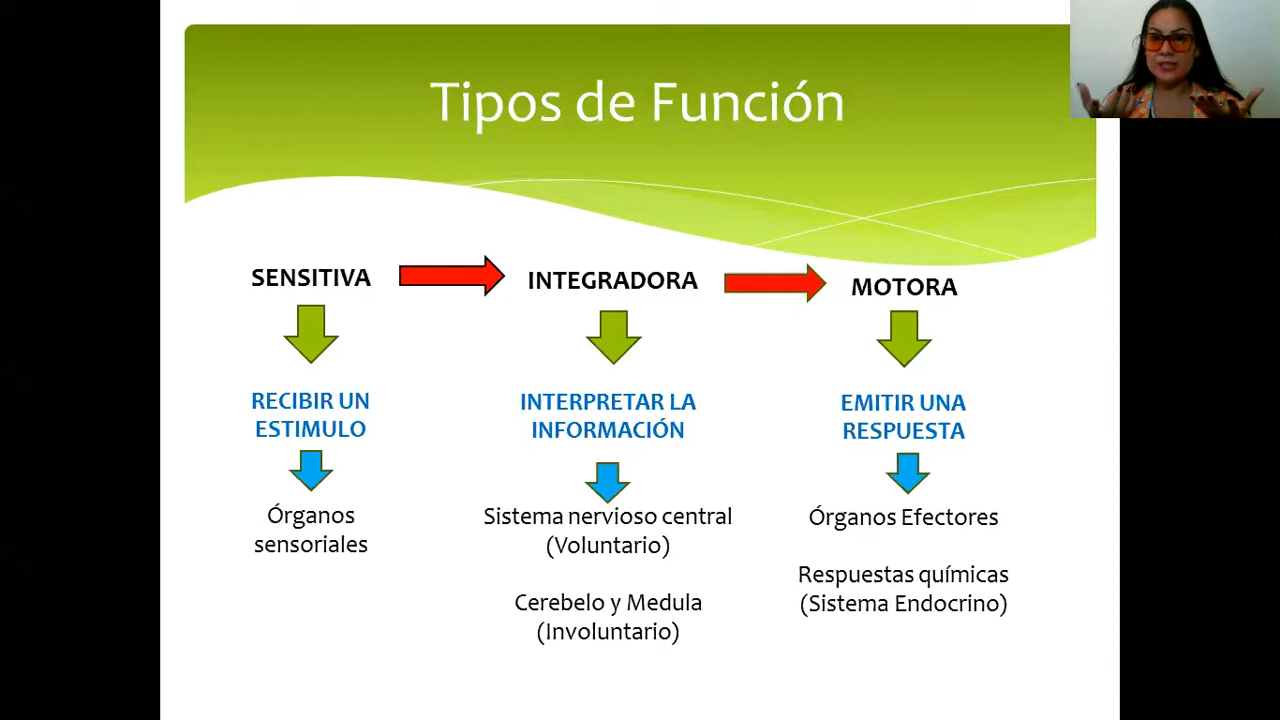 Tipos de Función
SENSITIVA
INTEGRADORA
MOTORA
RECIBIR UN
ESTIMULO
INTERPRETAR LA
INFORMACIÓN
EMITIR UNA
RESPUESTA
Órganos
sensoriales
Sistema nervioso central
(Voluntario)
Cerebelo y Medula
(Involuntario)
Órganos Efectores
Respuestas químicas
(Sistema Endocrino)